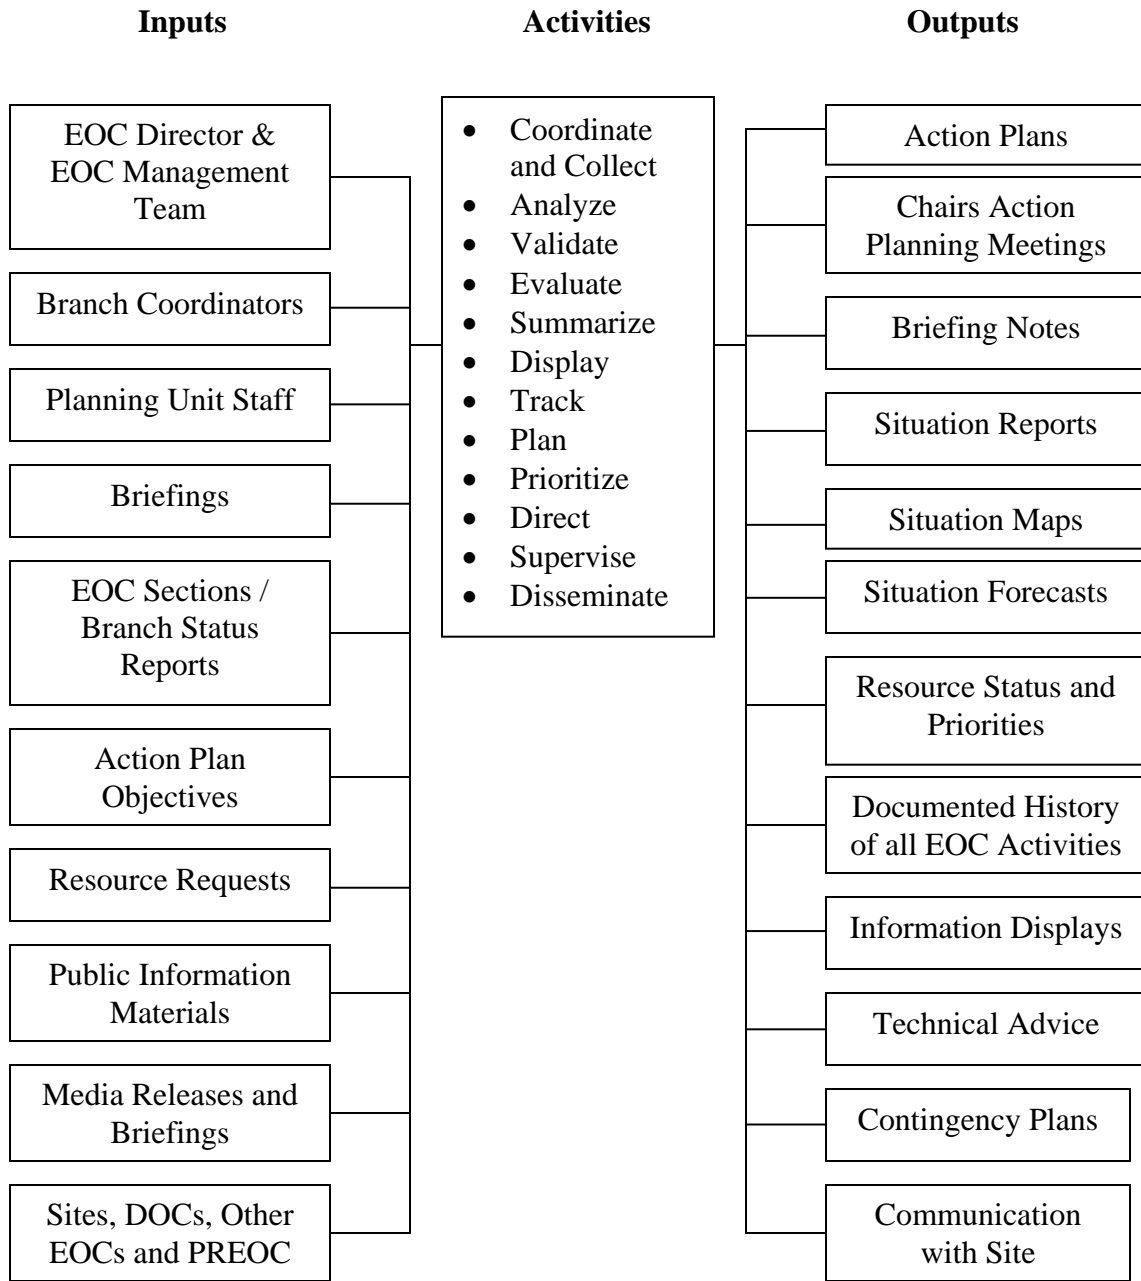 Inputs
Activities
Outputs
EOC Director &
EOC Management
Team
Branch Coordinators
Planning Unit Staff
Briefings
EOC Sections /
Branch Status
Reports
Action Plan
Objectives
Resource Requests
Public Information
Materials
Media Releases and
Briefings
Sites, DOCs, Other
EOCs and PREOC
• Coordinate
and Collect
• Analyze
• Validate
• Evaluate
• Summarize
• Display
• Track
• Plan
• Prioritize
• Direct
• Supervise
• Disseminate
Action Plans
Chairs Action
Planning Meetings
Briefing Notes
Situation Reports
Situation Maps
Situation Forecasts
Resource Status and
Priorities
Documented History
of all EOC Activities
Information Displays
Technical Advice
Contingency Plans
Communication
with Site